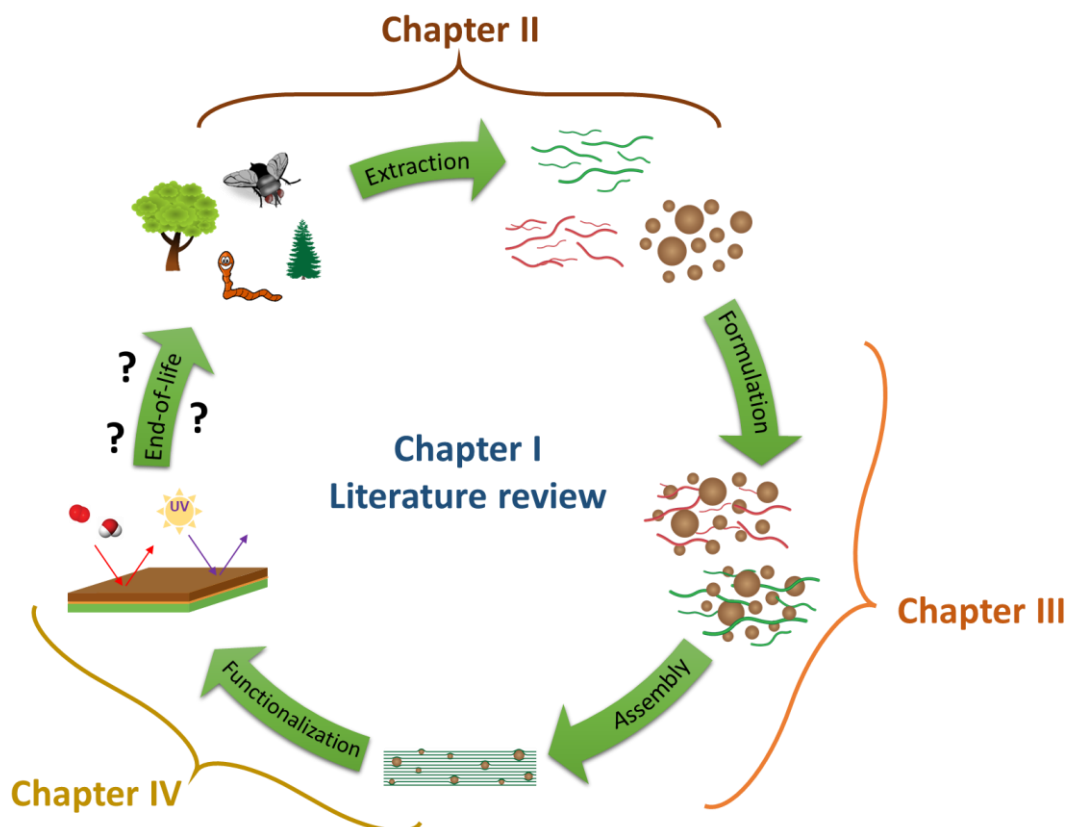 Chapter II
Extraction
Formulation
?
?
?
End-of-life
Chapter I
Literature review
UV
Chapter III
Assembly
Functionalization
Chapter IV